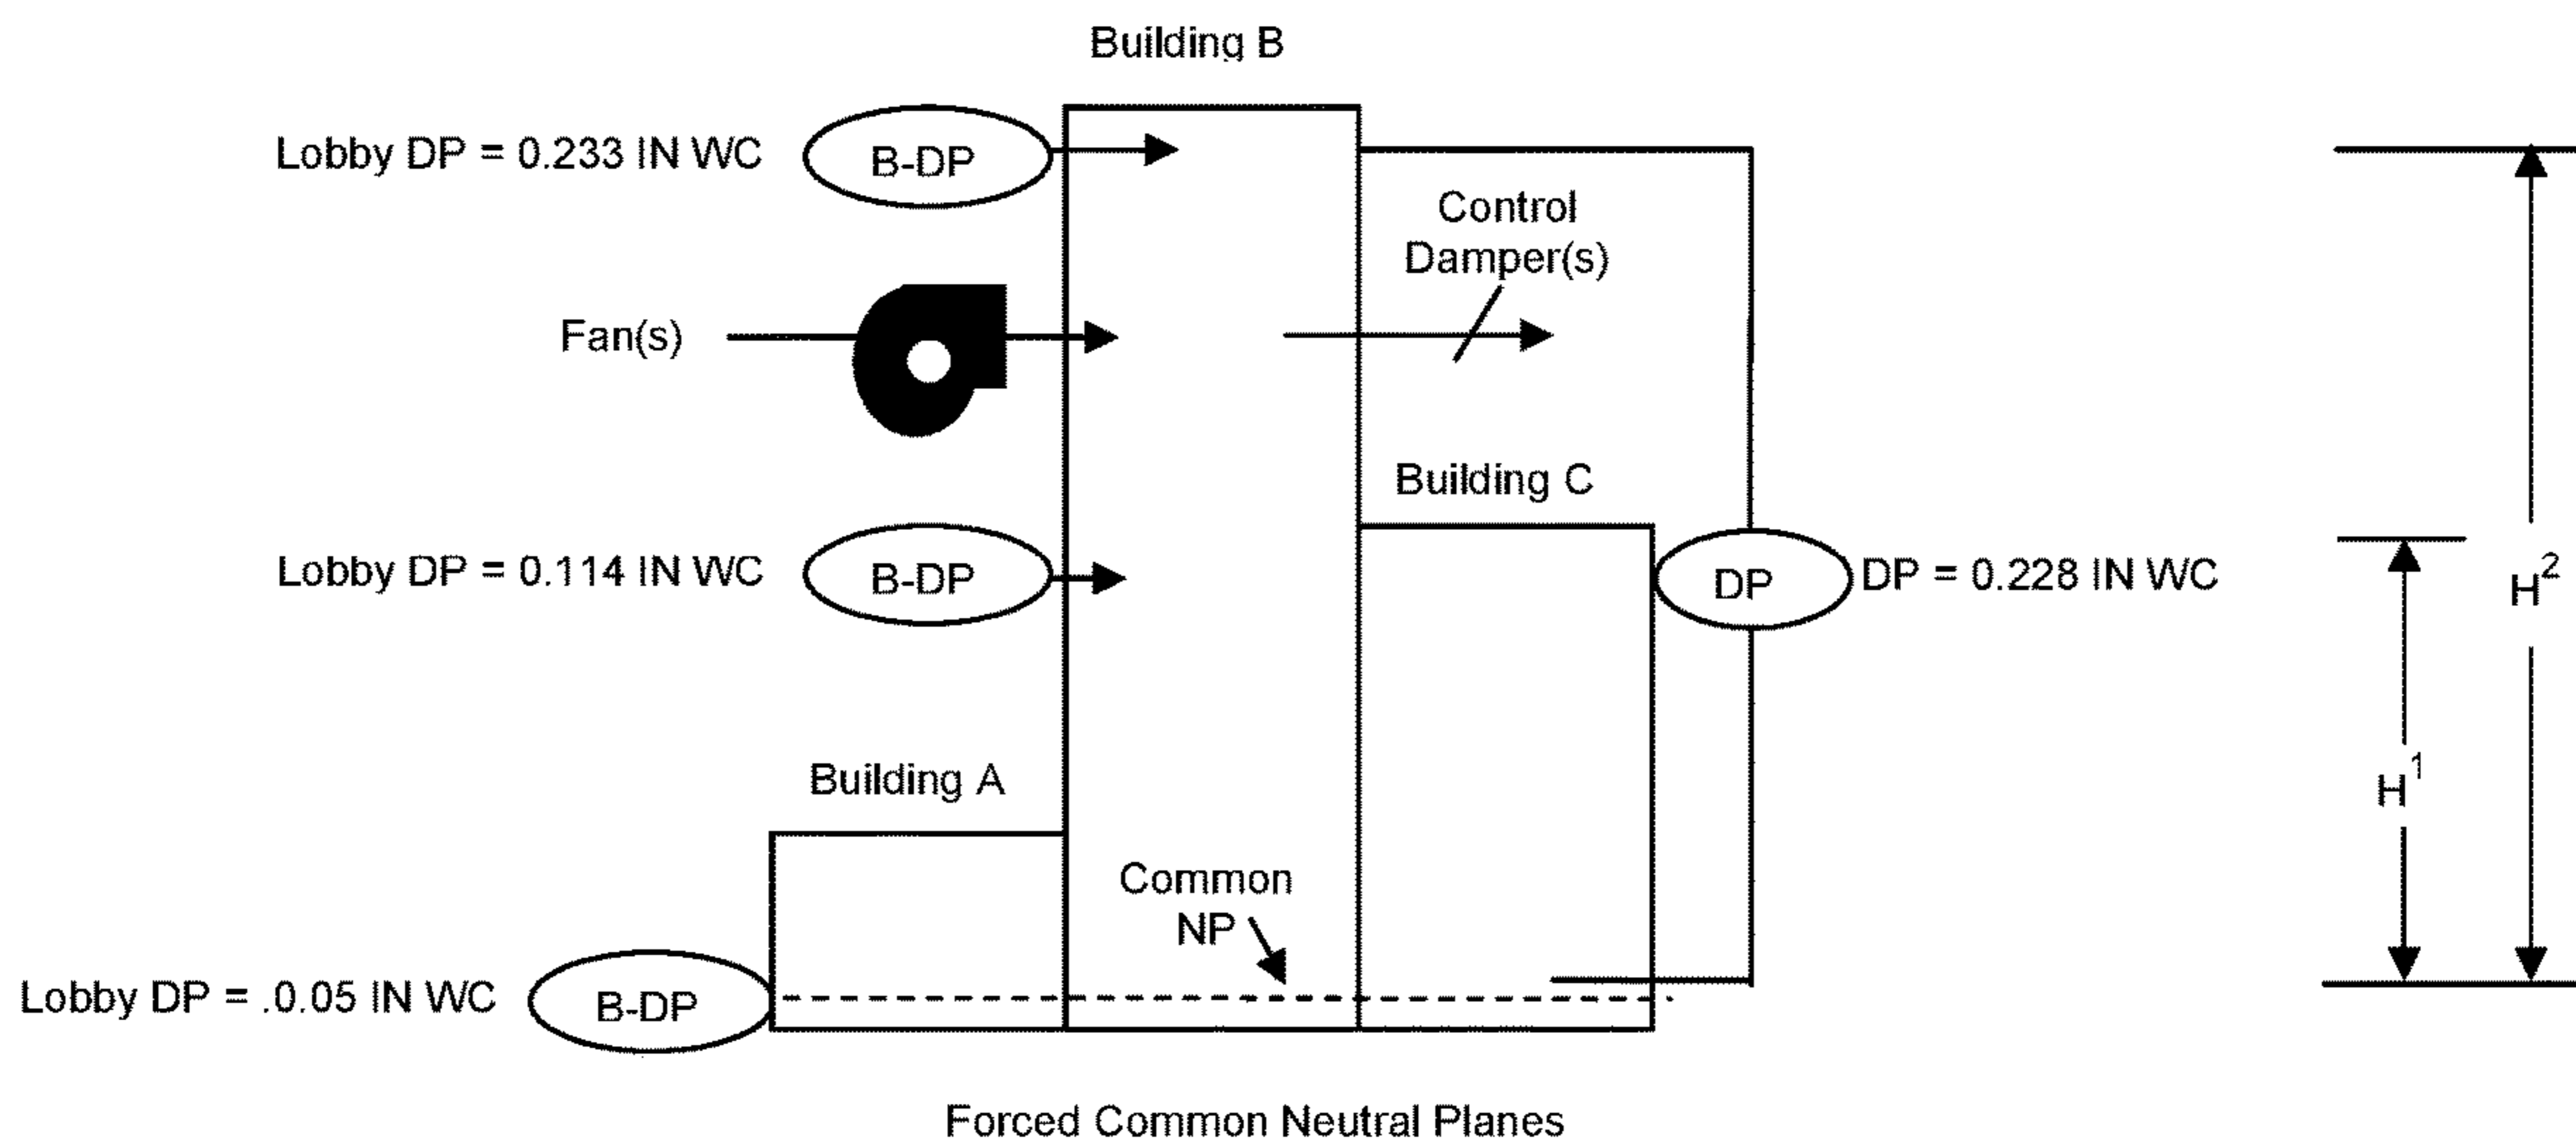 Building B
Lobby DP = 0.233 IN WC
B-DP
Control
Damper(s)
Fan(s)
Building C
Lobby DP = 0.114 IN WC
B-DP
DP
DP = 0.228 IN WC
H²
H¹
Building A
Common
NP
Lobby DP = .0.05 IN WC
B-DP
Forced Common Neutral Planes